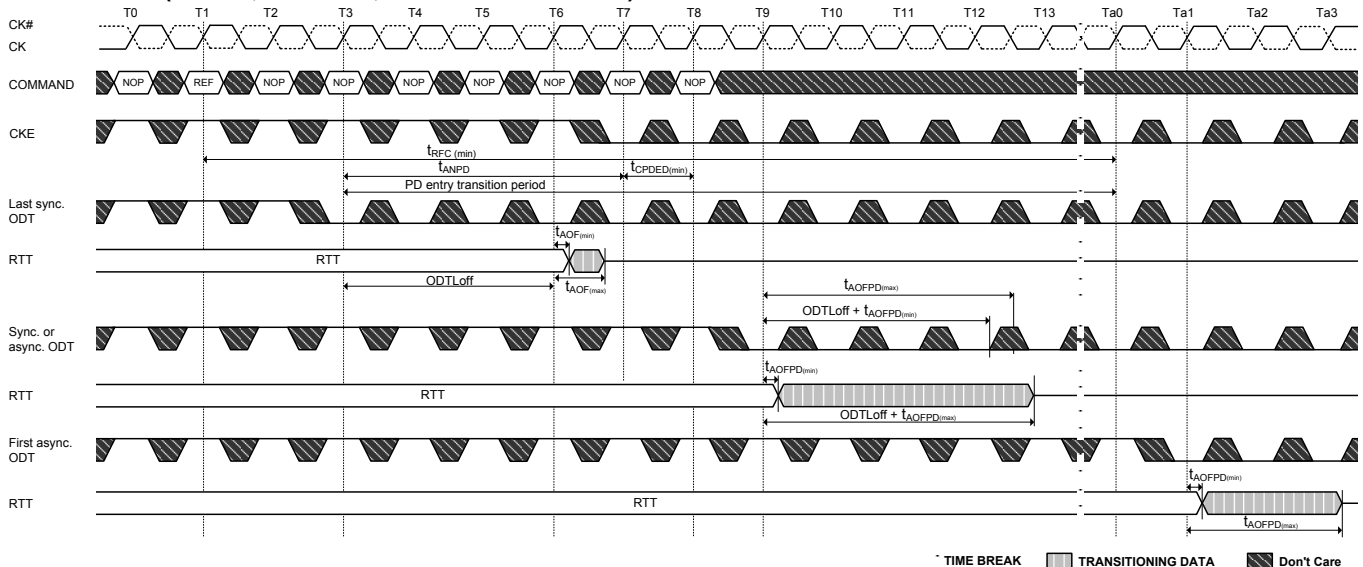 T0 T1 T2 T3 T4 T5 T6 T7 T8 T9 T10 T11 T12 T13 Ta0 Ta1 Ta2 Ta3
CK#
CK
COMMAND NOP REF NOP NOP NOP NOP NOP NOP NOP
CKE
tRFC (min)
tANPD tCPDED(min)
PD entry transition period
Last sync.
ODT
tAOF(min)
RTT RTT
ODTLoff tAOF(max)
tAOFPD(max)
ODTLoff + tAOFPD(min)
Sync. or
async. ODT
tAOFPD(min)
RTT RTT
ODTLoff + tAOFPD(max)
First async.
ODT
tAOFPD(min)
RTT RTT
tAOFPD(max)
TIME BREAK TRANSITIONING DATA Don't Care